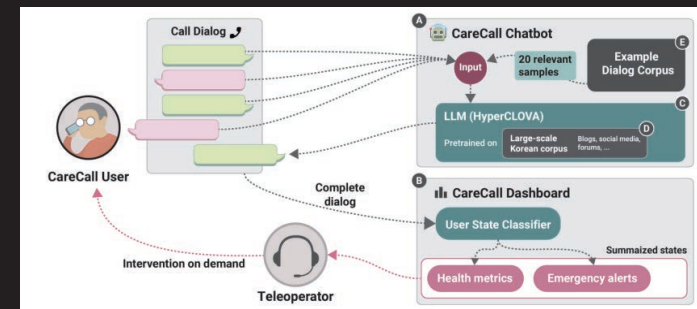 Call Dialog
CareCall User
Complete
dialog
Intervention on demand
Teleoperator
A
CareCall Chatbot
Input
20 relevant
samples
E
Example
Dialog Corpus
C
LLM (HyperCLOVA)
Pretrained on
D
Large-scale
Korean corpus
Blogs, social media,
forums, ...
B
CareCall Dashboard
User State Classifier
Summaized states
Health metrics
Emergency alerts